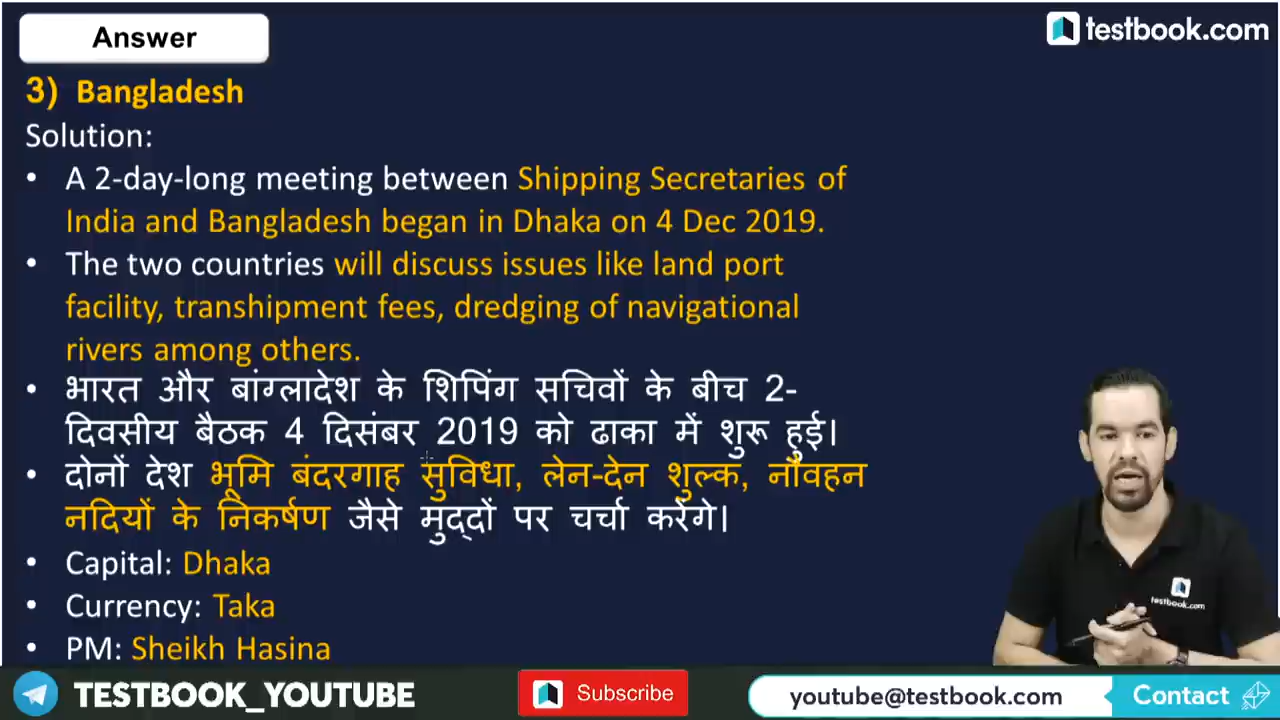 Answer
testbook.com
3) Bangladesh
Solution:
• A 2-day-long meeting between Shipping Secretaries of
India and Bangladesh began in Dhaka on 4 Dec 2019.
• The two countries will discuss issues like land port
facility, transhipment fees, dredging of navigational
rivers among others.
• भारत और बांग्लादेश के शिपिंग सचिवों के बीच 2-
दिवसीय बैठक 4 दिसंबर 2019 को ढाका में शुरू हुई।
• दोनों देश भूमि बंदरगाह सुविधा, लेन-देन शुल्क, नौवहन
नदियों के निकर्षण जैसे मुद्दों पर चर्चा करेंगे।
• Capital: Dhaka
• Currency: Taka
• PM: Sheikh Hasina
testbook.com
TESTBOOK_YOUTUBE
Subscribe
youtube@testbook.com
Contact